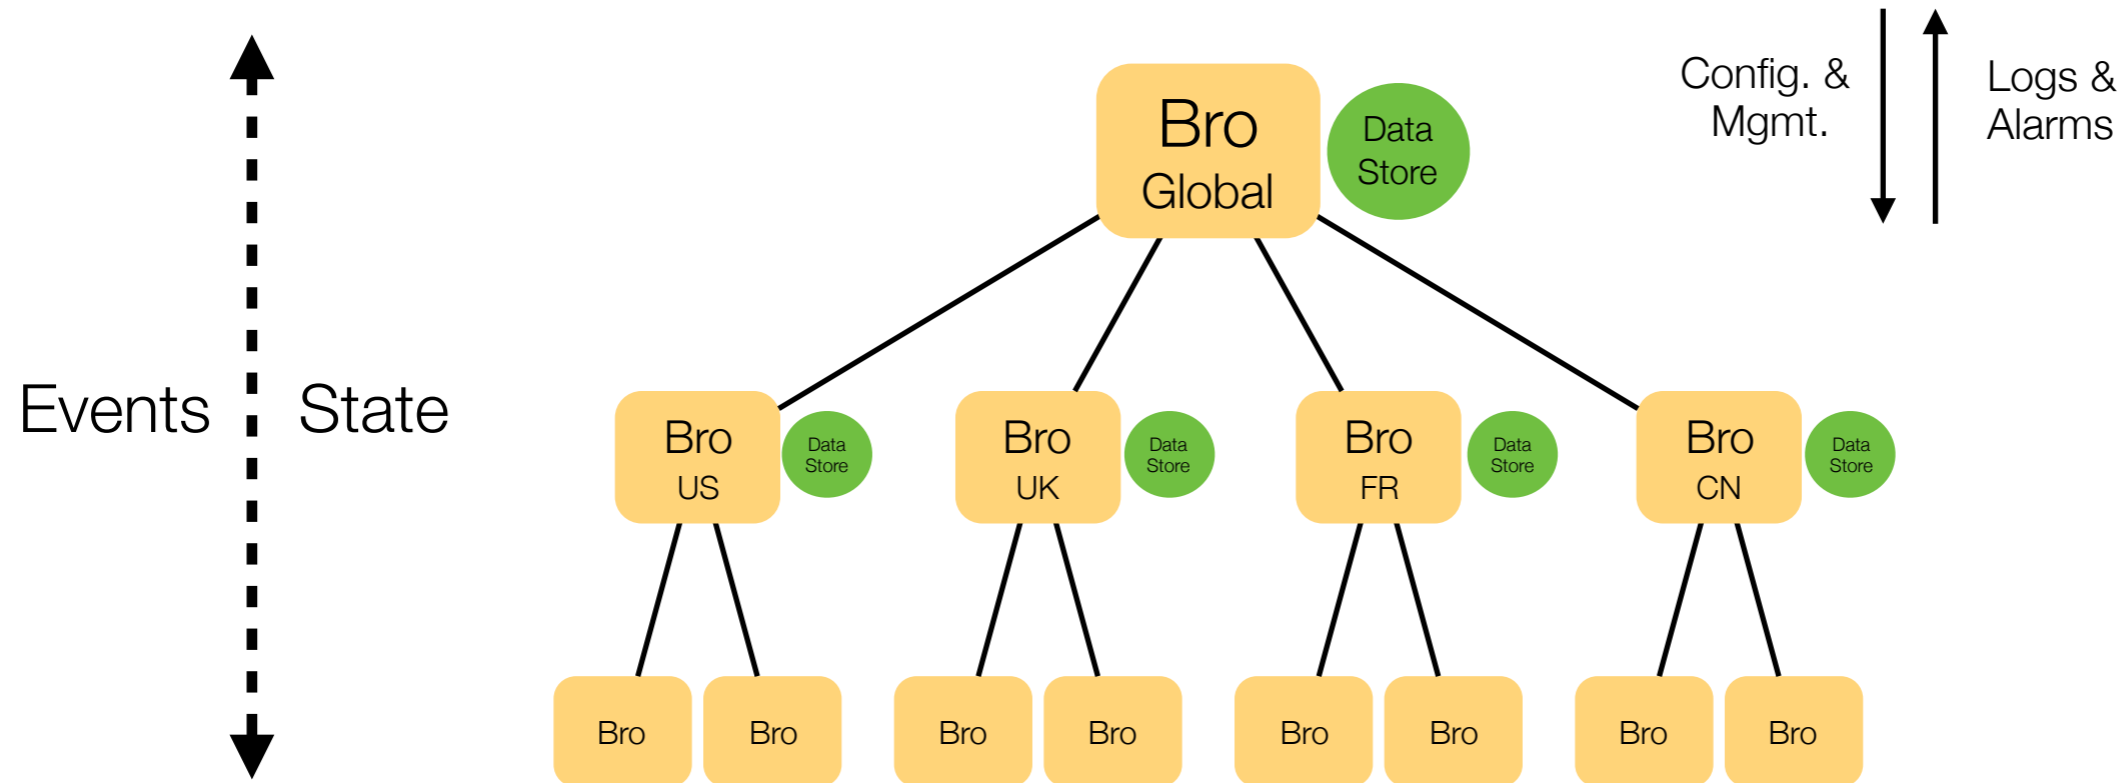 Events
State
Bro
Global
Data
Store
Config. &
Mgmt.
Logs &
Alarms
Bro
US
Data
Store
Bro
UK
Data
Store
Bro
FR
Data
Store
Bro
CN
Data
Store
Bro
Bro
Bro
Bro
Bro
Bro
Bro
Bro